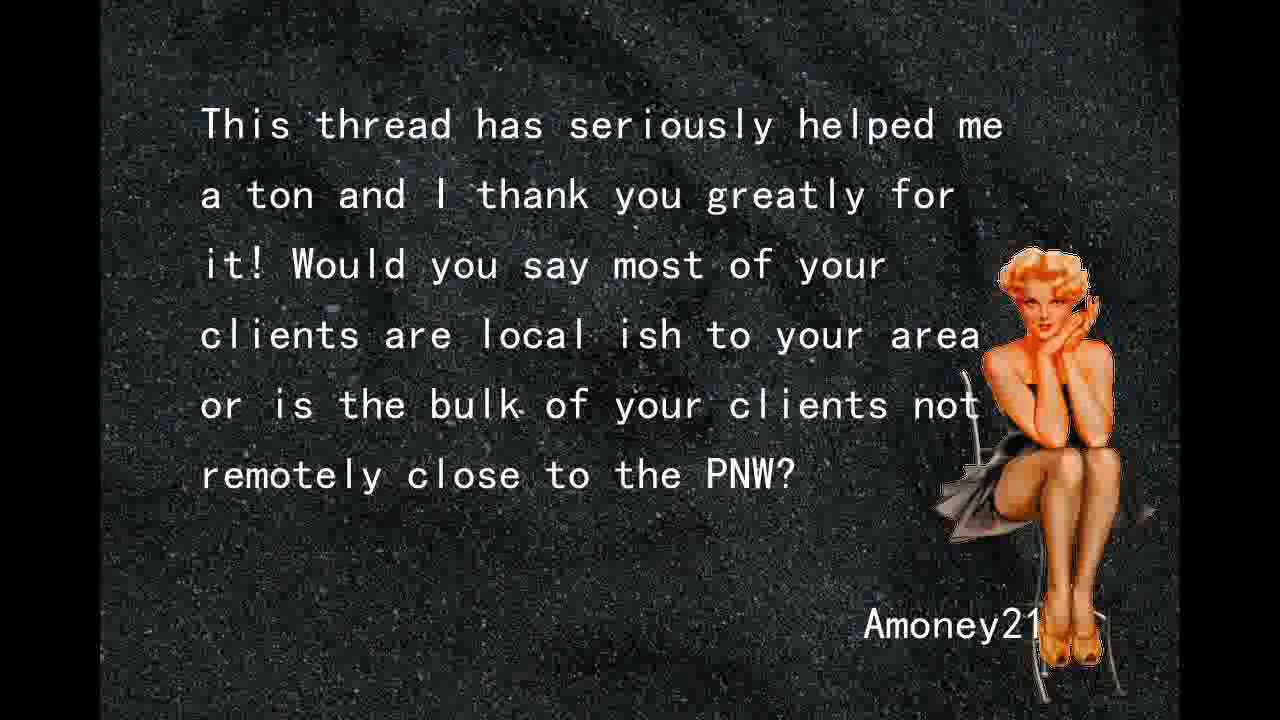 This thread has seriously helped me
a ton and I thank you greatly for
it! Would you say most of your
clients are local ish to your area
or is the bulk of your clients not
remotely close to the PNW?
Amoney21